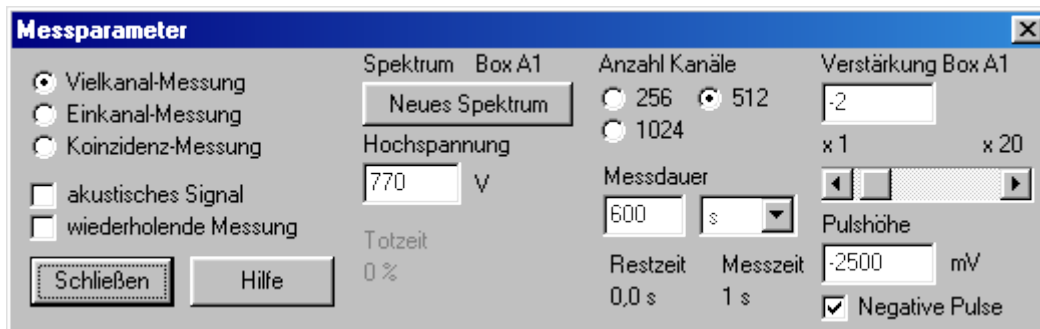 Messparameter
Vielkanal-Messung
Einkanal-Messung
Koinzidenz-Messung
akustisches Signal
wiederholende Messung
Schließen
Hilfe
Spektrum Box A1
Neues Spektrum
Hochspannung
770 V
Totzeit
0 %
Anzahl Kanäle
256 512
1024
Messdauer
600 s
Restzeit Messzeit
0,0 s 1 s
Verstärkung Box A1
-2
x 1 x 20
Pulshöhe
-2500 mV
Negative Pulse